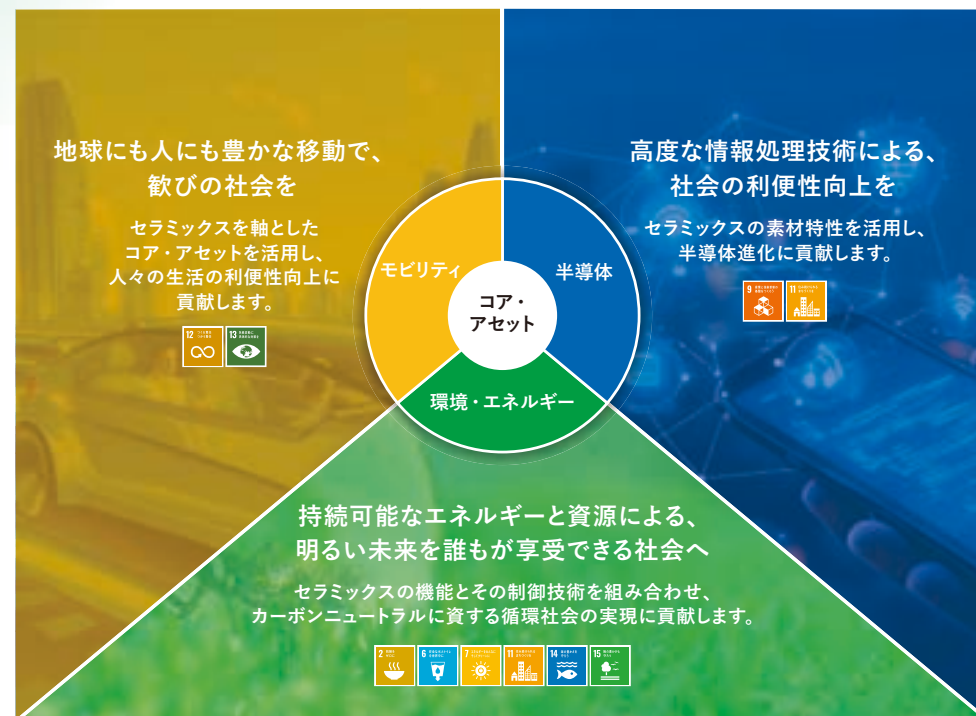 地球にも人にも豊かな移動で、
歓びの社会を
セラミックスを軸とした
コア・アセットを活用し、
人々の生活の利便性向上に
貢献します。
12
13
高度な情報処理技術による、
社会の利便性向上を
セラミックスの素材特性を活用し、
半導体進化に貢献します。
9
11
モビリティ
半導体
コア・
アセット
環境・エネルギー
持続可能なエネルギーと資源による、
明るい未来を誰もが享受できる社会へ
セラミックスの機能とその制御技術を組み合わせ、
カーボンニュートラルに資する循環社会の実現に貢献します。
2
6
7
11
14
15